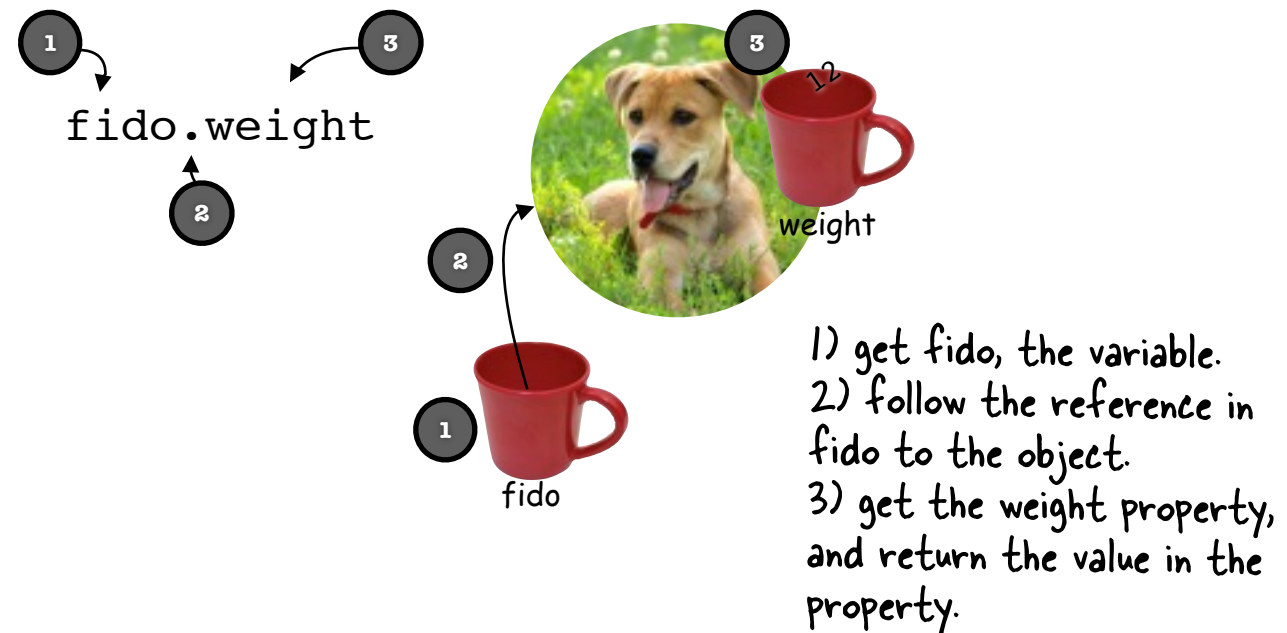 1
3
fido.weight
2
3
12
weight
2
1
fido
1) get fido, the variable.
2) follow the reference in
fido to the object.
3) get the weight property,
and return the value in the
property.